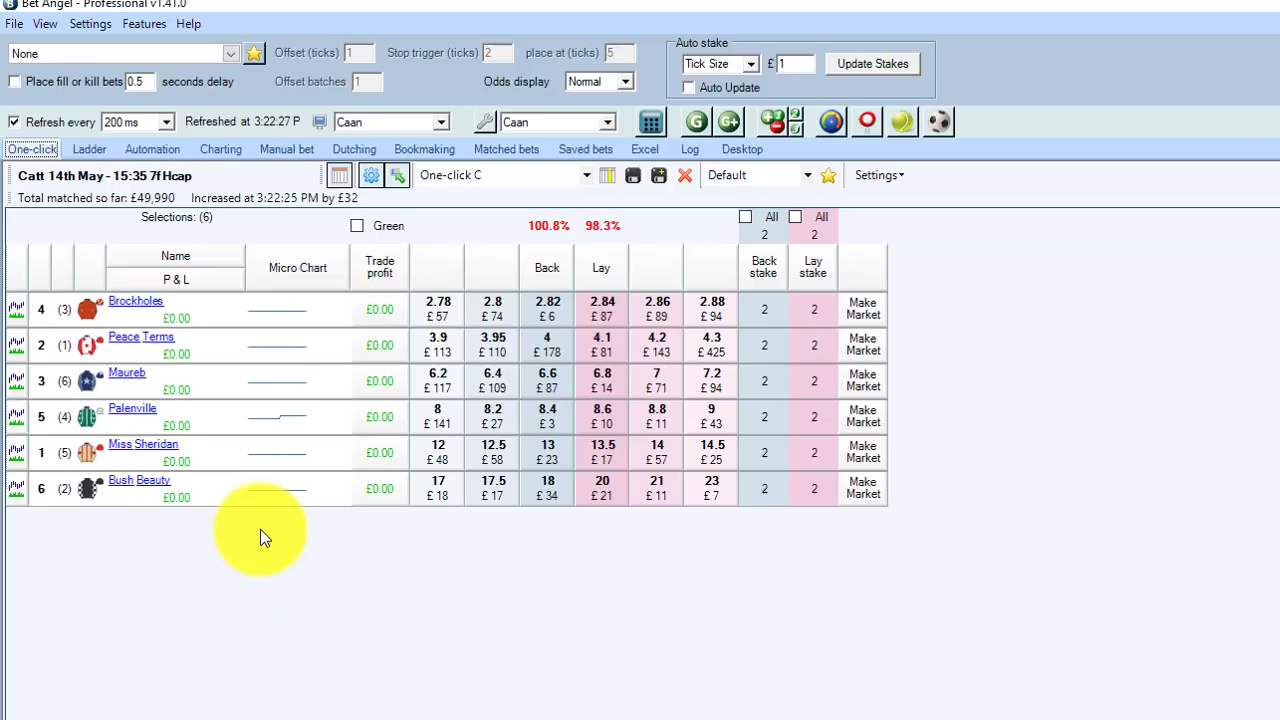 Bet Angel - Professional v1.41.0
File View Settings Features Help
None Offset (ticks) 1 Stop trigger (ticks) 2 place at (ticks) 5
Auto stake
Tick Size £ 1 Update Stakes
Place fill or kill bets 0.5 seconds delay Offset batches 1 Odds display Normal
Auto Update
Refresh every 200 ms Refreshed at 3:22:27 P Caan Caan G G+
One-click Ladder Automation Charting Manual bet Dutching Bookmaking Matched bets Saved bets Excel Log Desktop
Catt 14th May - 15:35 7f Hcap One-click C Default Settings
Total matched so far: £49,990 Increased at 3:22:25 PM by £32
Selections: (6) Green 100.8% 98.3% All All
2 2
Name Micro Chart Trade profit Back Lay Back stake Lay stake
P & L
4 (3) Brockholes £0.00 2.78 2.8 2.82 2.84 2.86 2.88 2 2 Make Market
£0.00 £ 57 £ 74 £ 6 £ 87 £ 89 £ 94
2 (1) Peace Terms £0.00 3.9 3.95 4 4.1 4.2 4.3 2 2 Make Market
£0.00 £ 113 £ 110 £ 178 £ 81 £ 143 £ 425
3 (6) Maureb £0.00 6.2 6.4 6.6 6.8 7 7.2 2 2 Make Market
£0.00 £ 117 £ 109 £ 87 £ 14 £ 71 £ 94
5 (4) Palenville £0.00 8 8.2 8.4 8.6 8.8 9 2 2 Make Market
£0.00 £ 141 £ 27 £ 3 £ 10 £ 11 £ 43
1 (5) Miss Sheridan £0.00 12 12.5 13 13.5 14 14.5 2 2 Make Market
£0.00 £ 48 £ 58 £ 23 £ 17 £ 57 £ 25
6 (2) Bush Beauty £0.00 17 17.5 18 20 21 23 2 2 Make Market
£0.00 £ 18 £ 17 £ 34 £ 21 £ 11 £ 7